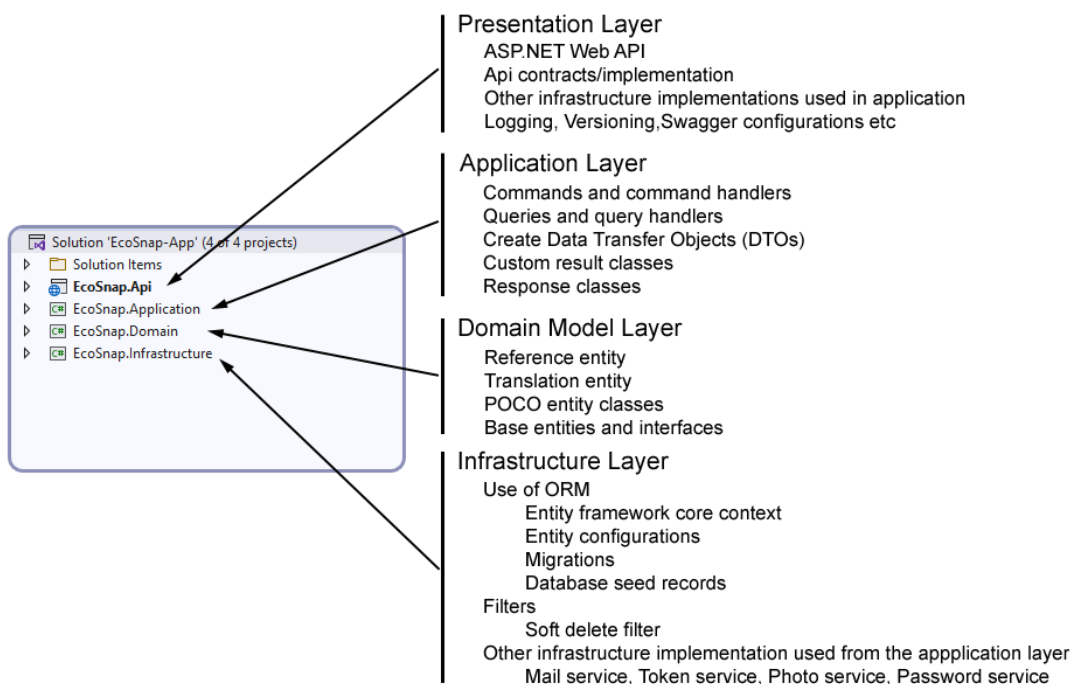 Presentation Layer
ASP.NET Web API
Api contracts/implementation
Other infrastructure implementations used in application
Logging, Versioning,Swagger configurations etc
Application Layer
Commands and command handlers
Queries and query handlers
Create Data Transfer Objects (DTOs)
Custom result classes
Response classes
Solution 'EcoSnap-App' (4 of 4 projects)
Solution Items
EcoSnap.Api
C# EcoSnap.Application
C# EcoSnap.Domain
C# EcoSnap.Infrastructure
Domain Model Layer
Reference entity
Translation entity
POCO entity classes
Base entities and interfaces
Infrastructure Layer
Use of ORM
Entity framework core context
Entity configurations
Migrations
Database seed records
Filters
Soft delete filter
Other infrastructure implementation used from the appplication layer
Mail service, Token service, Photo service, Password service